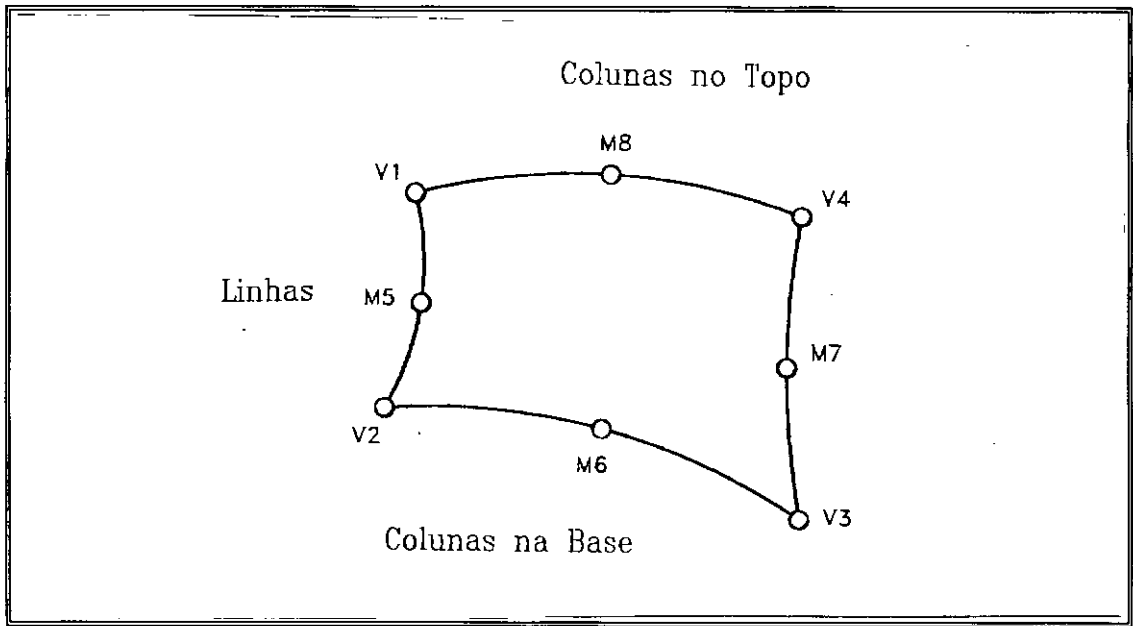 Colunas no Topo
M8
V1
V4
Linhas
M5
M7
V2
M6
V3
Colunas na Base